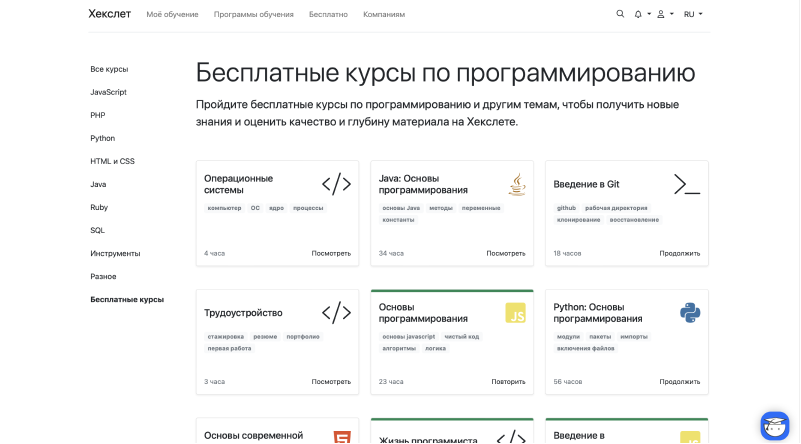 Хекслет
Моё обучение
Программы обучения
Бесплатно
Компаниям
RU
Все курсы
JavaScript
PHP
Python
HTML и CSS
Java
Ruby
SQL
Инструменты
Разное
Бесплатные курсы
Бесплатные курсы по программированию
Пройдите бесплатные курсы по программированию и другим темам, чтобы получить новые
знания и оценить качество и глубину материала на Хекслете.
Операционные
системы
компьютер ОС ядро процессы
4 часа Посмотреть
Java: Основы
программирования
основы Java методы переменные
константы
34 часа Посмотреть
Введение в Git
github рабочая директория
клонирование восстановление
18 часов Продолжить
Трудоустройство
стажировка резюме портфолио
первая работа
3 часа Посмотреть
Основы
программирования
JS
основы javascript чистый код
алгоритмы логика
23 часа Повторить
Python: Основы
программирования
модули пакеты импорты
включения файлов
56 часов Продолжить
Основы современной
Жизнь программиста
Введение в
JS